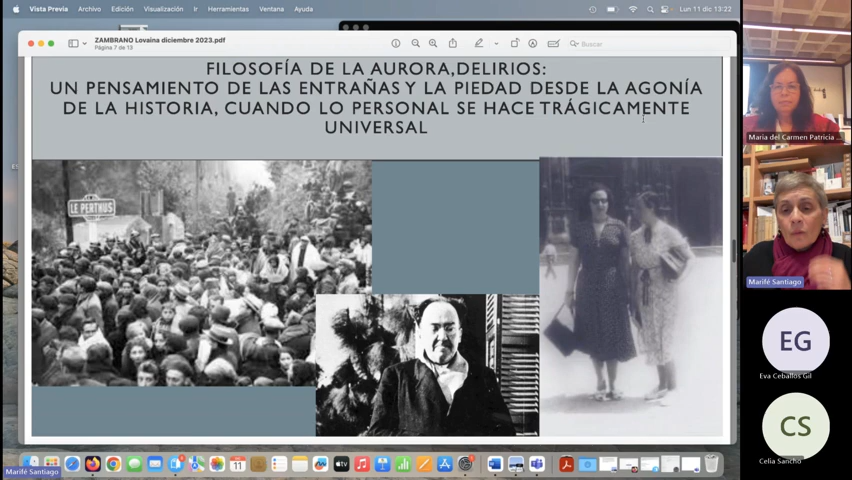 Vista Previa Archivo Edición Visualización Ir Herramientas Ventana Ayuda
Lun 11 dic 13:22
ZAMBRANO Lovaina diciembre 2023.pdf
Página 7 de 13
Buscar
FILOSOFÍA DE LA AURORA,DELIRIOS:
UN PENSAMIENTO DE LAS ENTRAÑAS Y LA PIEDAD DESDE LA AGONÍA
DE LA HISTORIA, CUANDO LO PERSONAL SE HACE TRÁGICAMENTE
UNIVERSAL
LE PERTHUS
Maria del Carmen Patricia ...
Marifé Santiago
EG
Eva Ceballos Gil
CS
Celia Sancho
Marifé Santiago